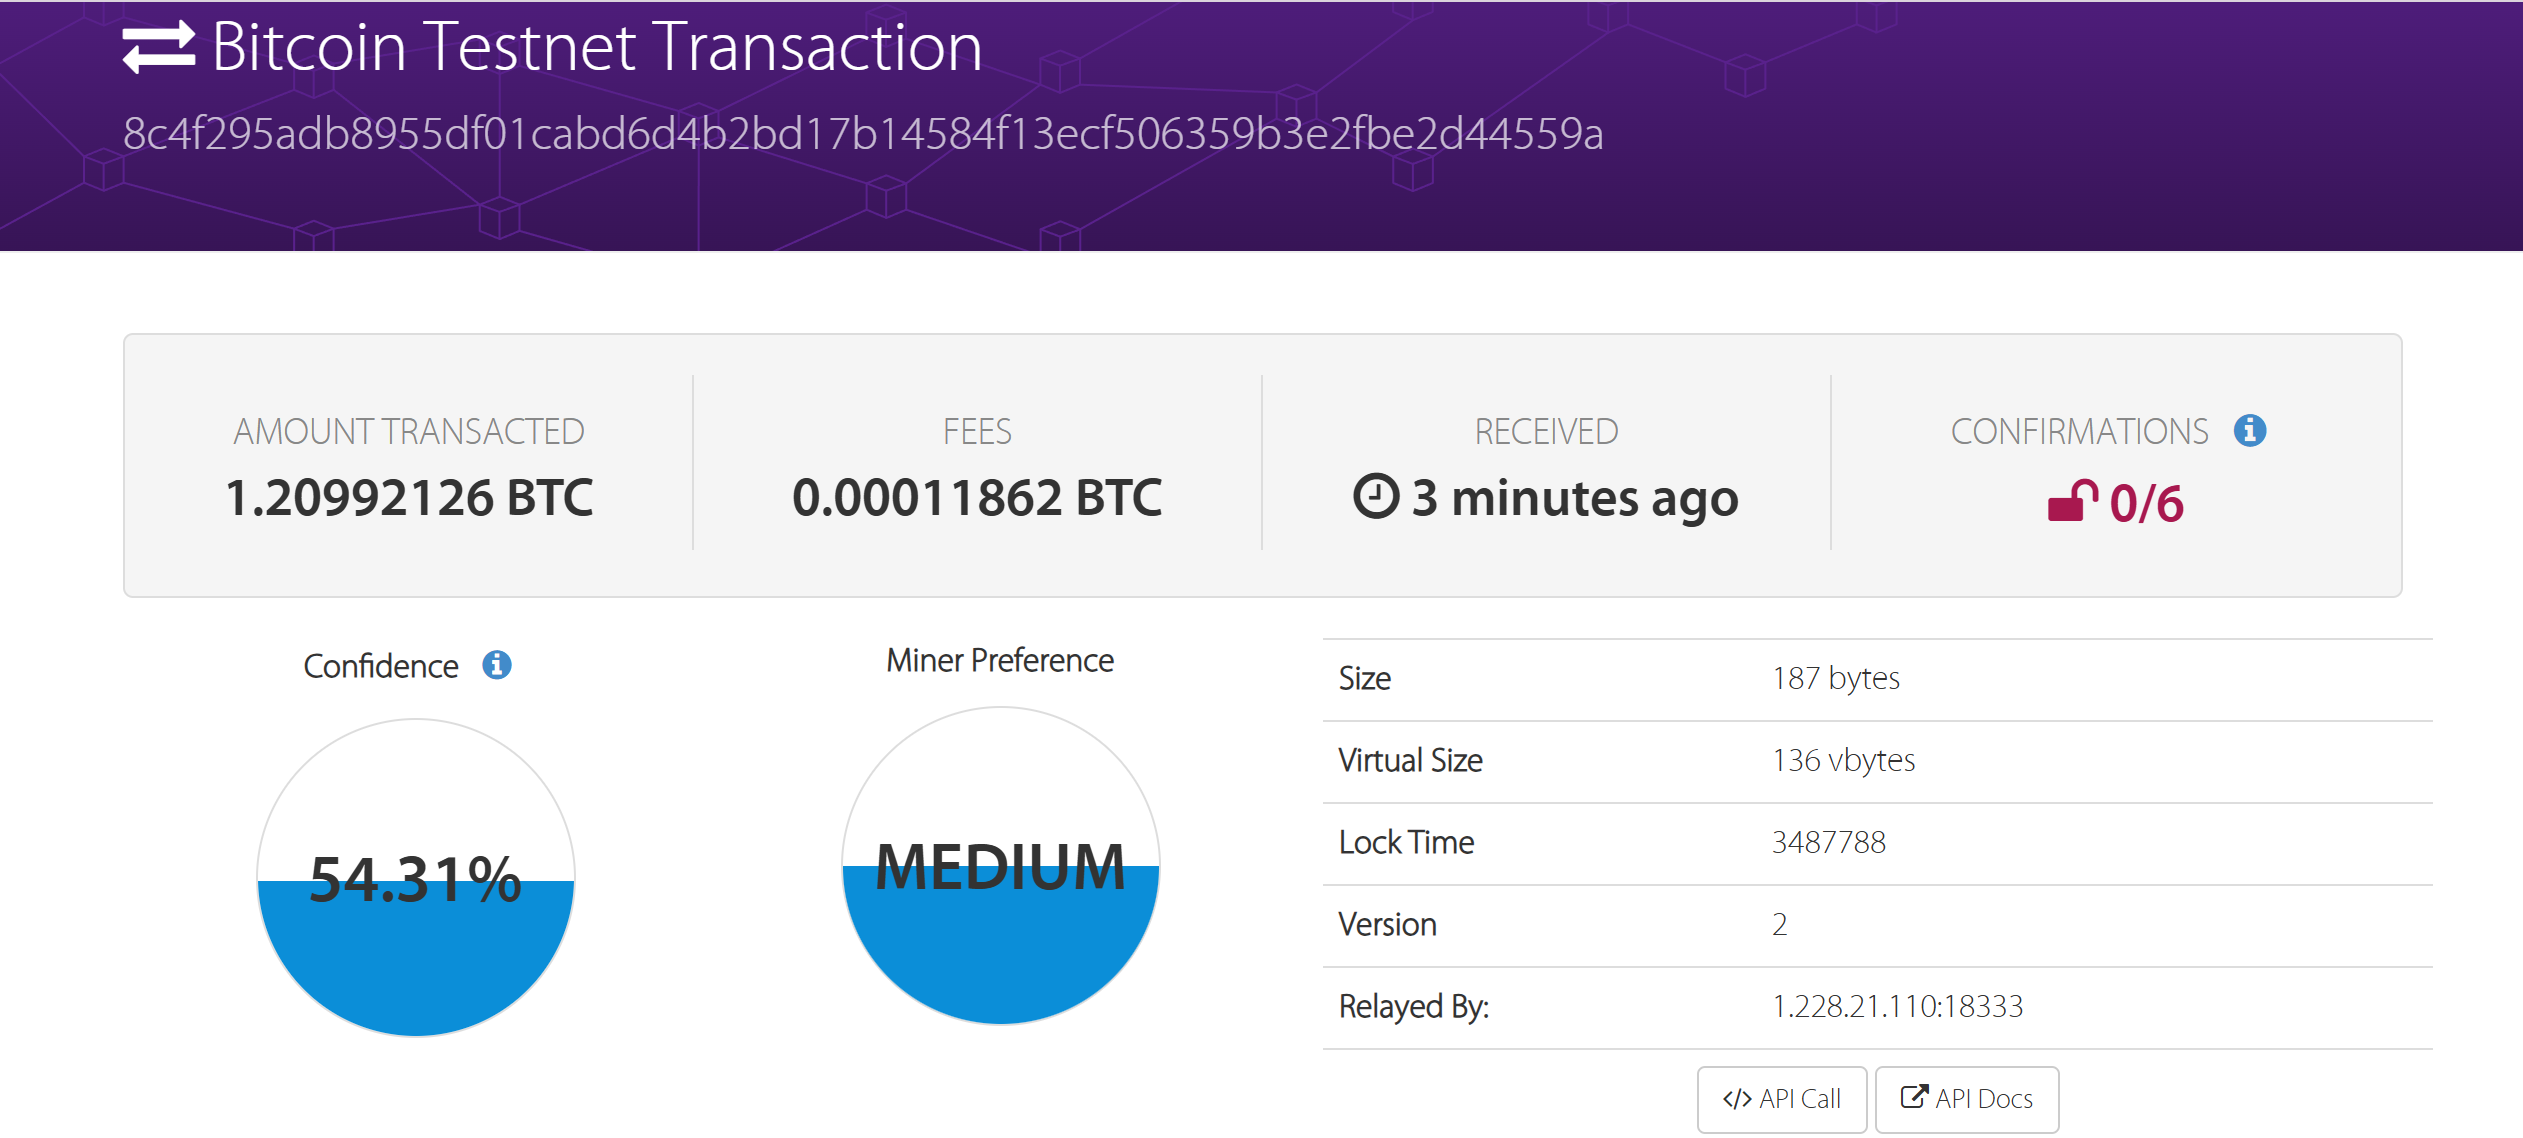 Bitcoin Testnet Transaction
8c4f295adb8955df01cabd6d4b2bd17b14584f13ecf506359b3e2fbe2d44559a
AMOUNT TRANSACTED
1.20992126 BTC
FEES
0.00011862 BTC
RECEIVED
3 minutes ago
CONFIRMATIONS
0/6
Confidence
54.31%
Miner Preference
MEDIUM
Size 187 bytes
Virtual Size 136 vbytes
Lock Time 3487788
Version 2
Relayed By: 1.228.21.110:18333
</> API Call
API Docs